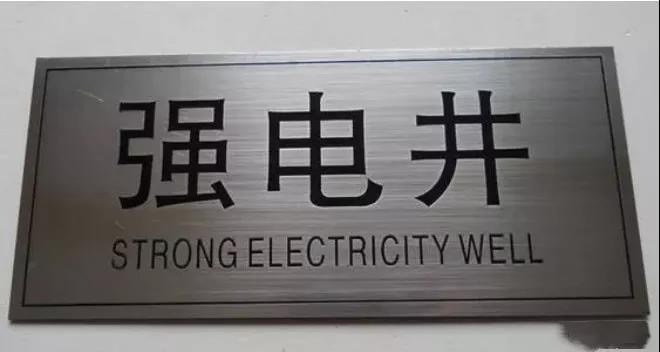 强电井
STRONG ELECTRICITY WELL